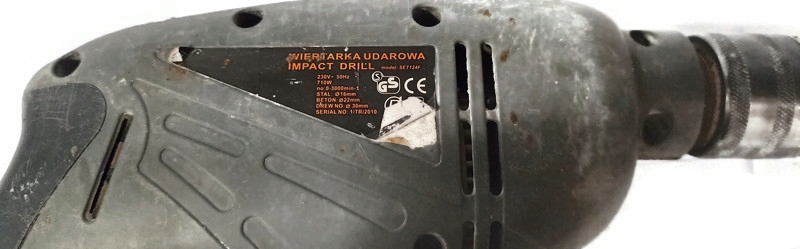 WIERTARKA UDAROWA
IMPACT DRILL model: SET124F
230V~ 50Hz
710W
no:0-3000min-1
STAL: Ø16mm
BETON: Ø22mm
DREWNO: Ø 30mm
SERIAL NO: 1/TR/2010
S
GS
CE